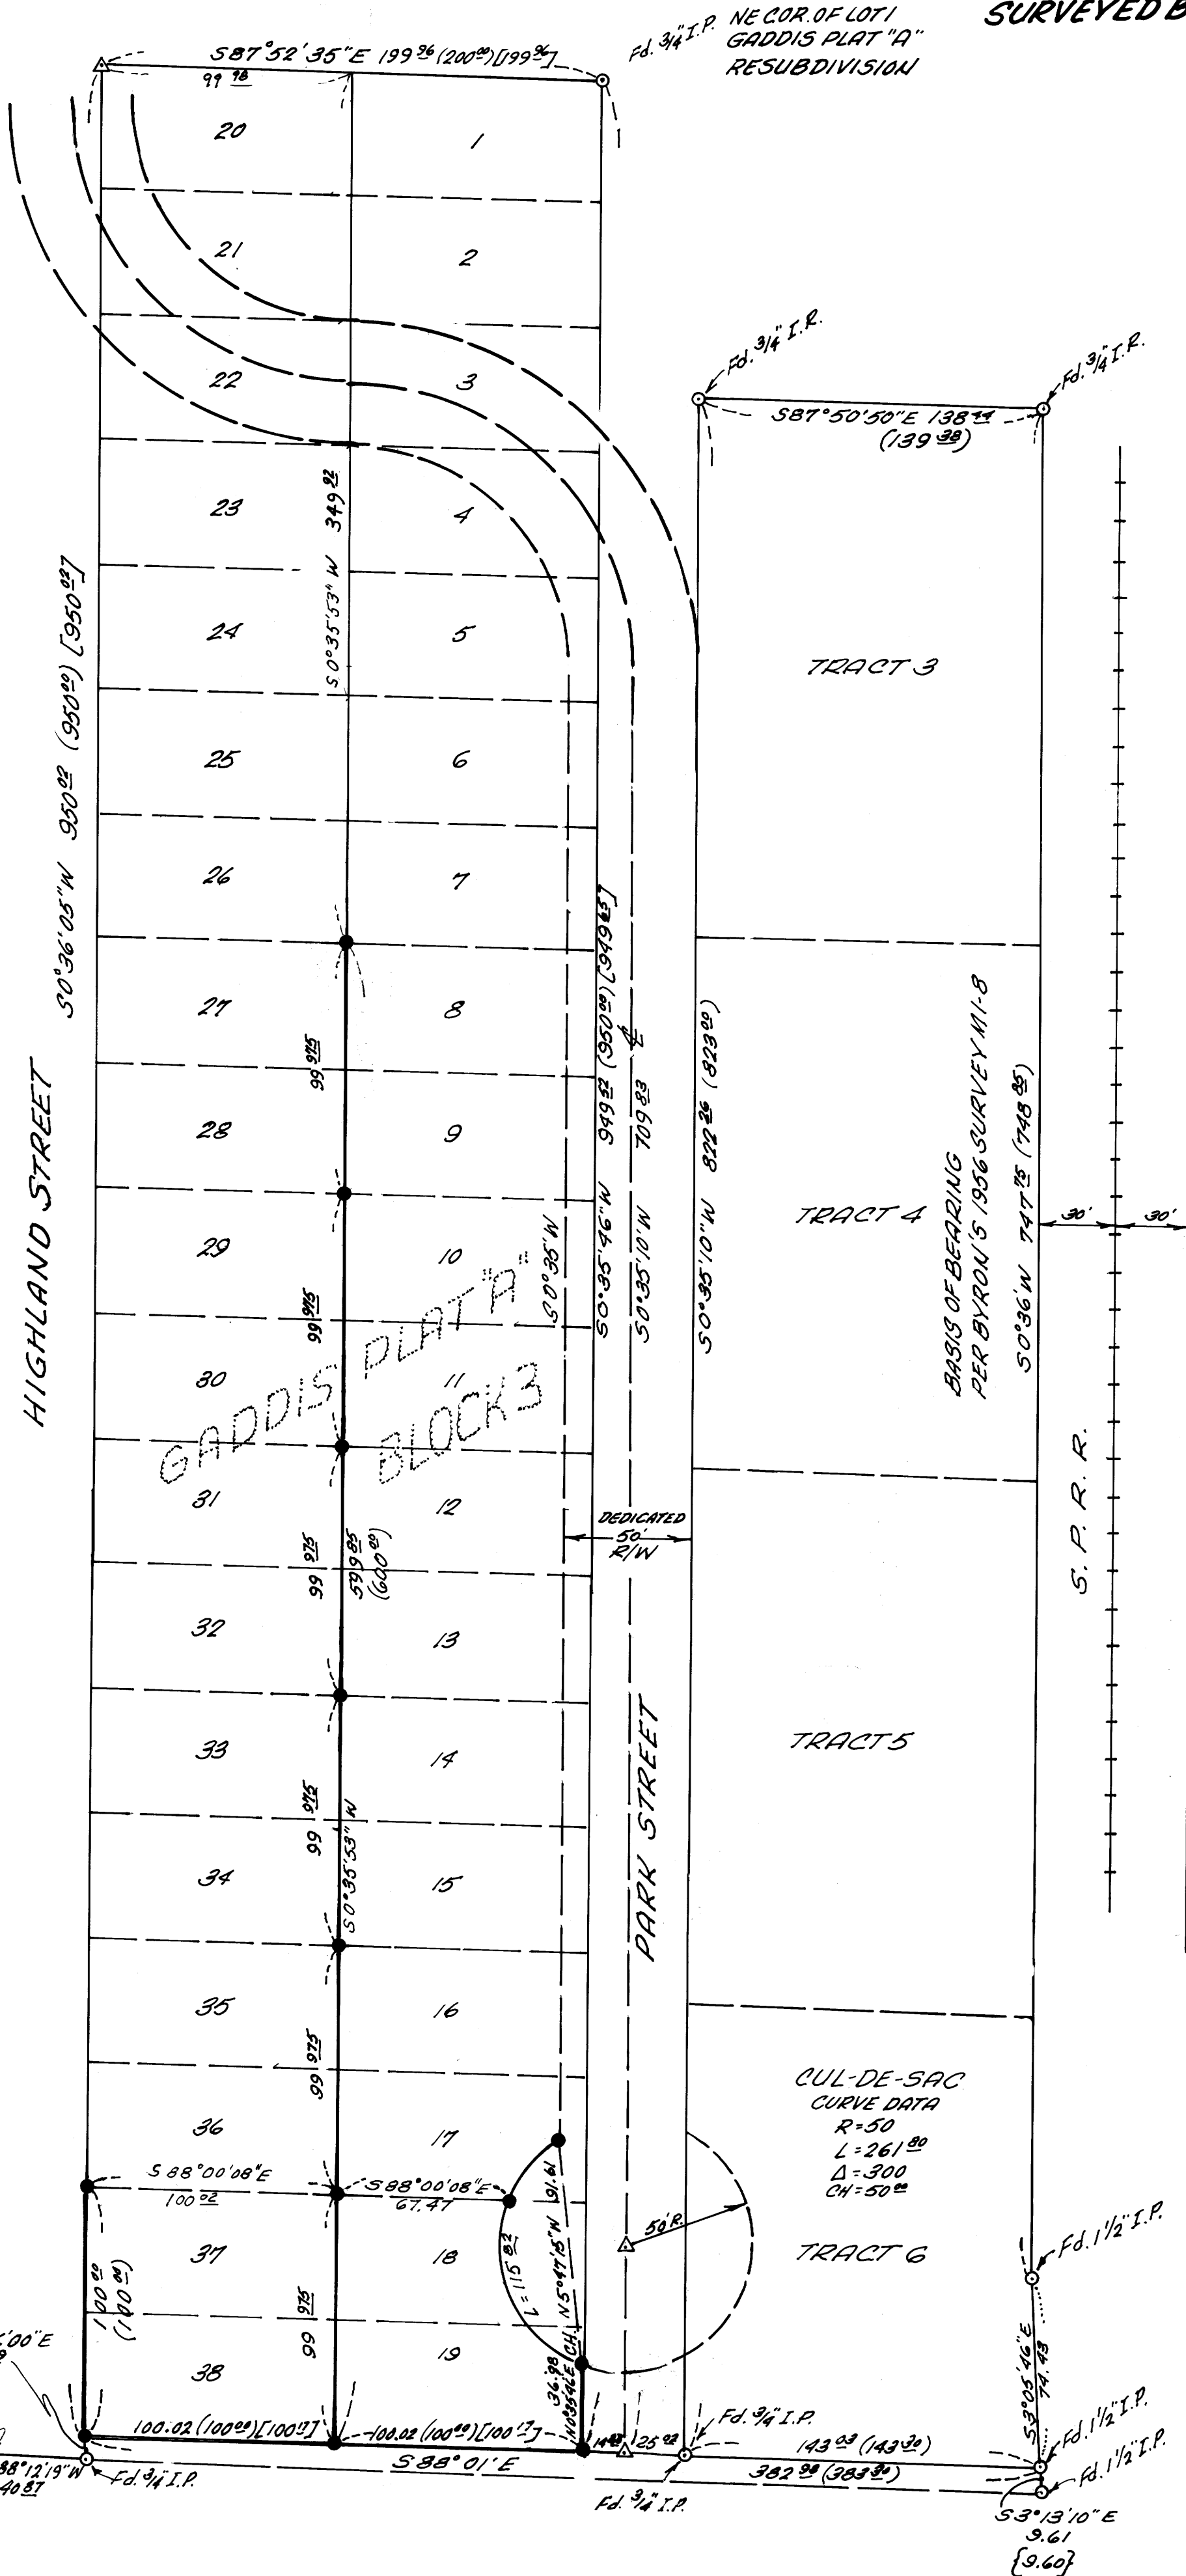 SURVEYED B
Fd. 3/4" I.P.
NE COR. OF LOT 1
GADDIS PLAT "A"
RESUBDIVISION
S87°52'35"E 199.96 (200.00) [199.96]
99.98
20
1
21
2
22
3
Fd. 3/4" I.R.
Fd. 3/4" I.R.
S87°50'50"E
(139.38)
23
4
S0°35'53"W 349.92
24
5
TRACT 3
S0°36'05"W 950.02 (950.00) [950.02]
25
6
26
7
27
8
99.975
28
9
HIGHLAND STREET
29
10
99.975
GADDIS PLAT "A"
BLOCK 3
30
11
31
12
S0°35'W
S0°35'46"W 949.52 (950.00) [949.65]
S0°35'10"W 709.83
S0°35'10"W 822.26 (823.00)
TRACT 4
BASIS OF BEARING
PER BYRON'S 1956 SURVEY M1-8
S0°36'W 747.75 (748.85)
30'
30'
S. P. R. R.
DEDICATED
50'
R/W
99.975
599.85
(600.00)
32
13
33
14
99.975
S0°35'53"W
34
15
PARK STREET
TRACT 5
35
16
99.975
36
17
CUL-DE-SAC
CURVE DATA
R=50
L=261.80
Δ=300
CH=50.00
S88°00'08"E
100.02
S88°00'08"E
67.47
50'R.
37
18
L=115.82
CH. N5°47'15"W 91.61
TRACT 6
Fd. 1 1/2" I.P.
100.00
(100.00)
99.975
38
19
36.98
N0°35'46"E
S3°05'46"E
74.43
Fd. 1 1/2" I.P.
Fd. 1 1/2" I.P.
'00"E
100.02 (100.00) [100.17]
100.02 (100.00) [100.17]
25.02
Fd. 3/4" I.P.
143.03 (143.30)
S88°01'E
382.98 (383.30)
88°12'19"W
40.87
Fd. 3/4" I.P.
Fd. 3/4" I.P.
S3°13'10"E
9.61
{9.60}